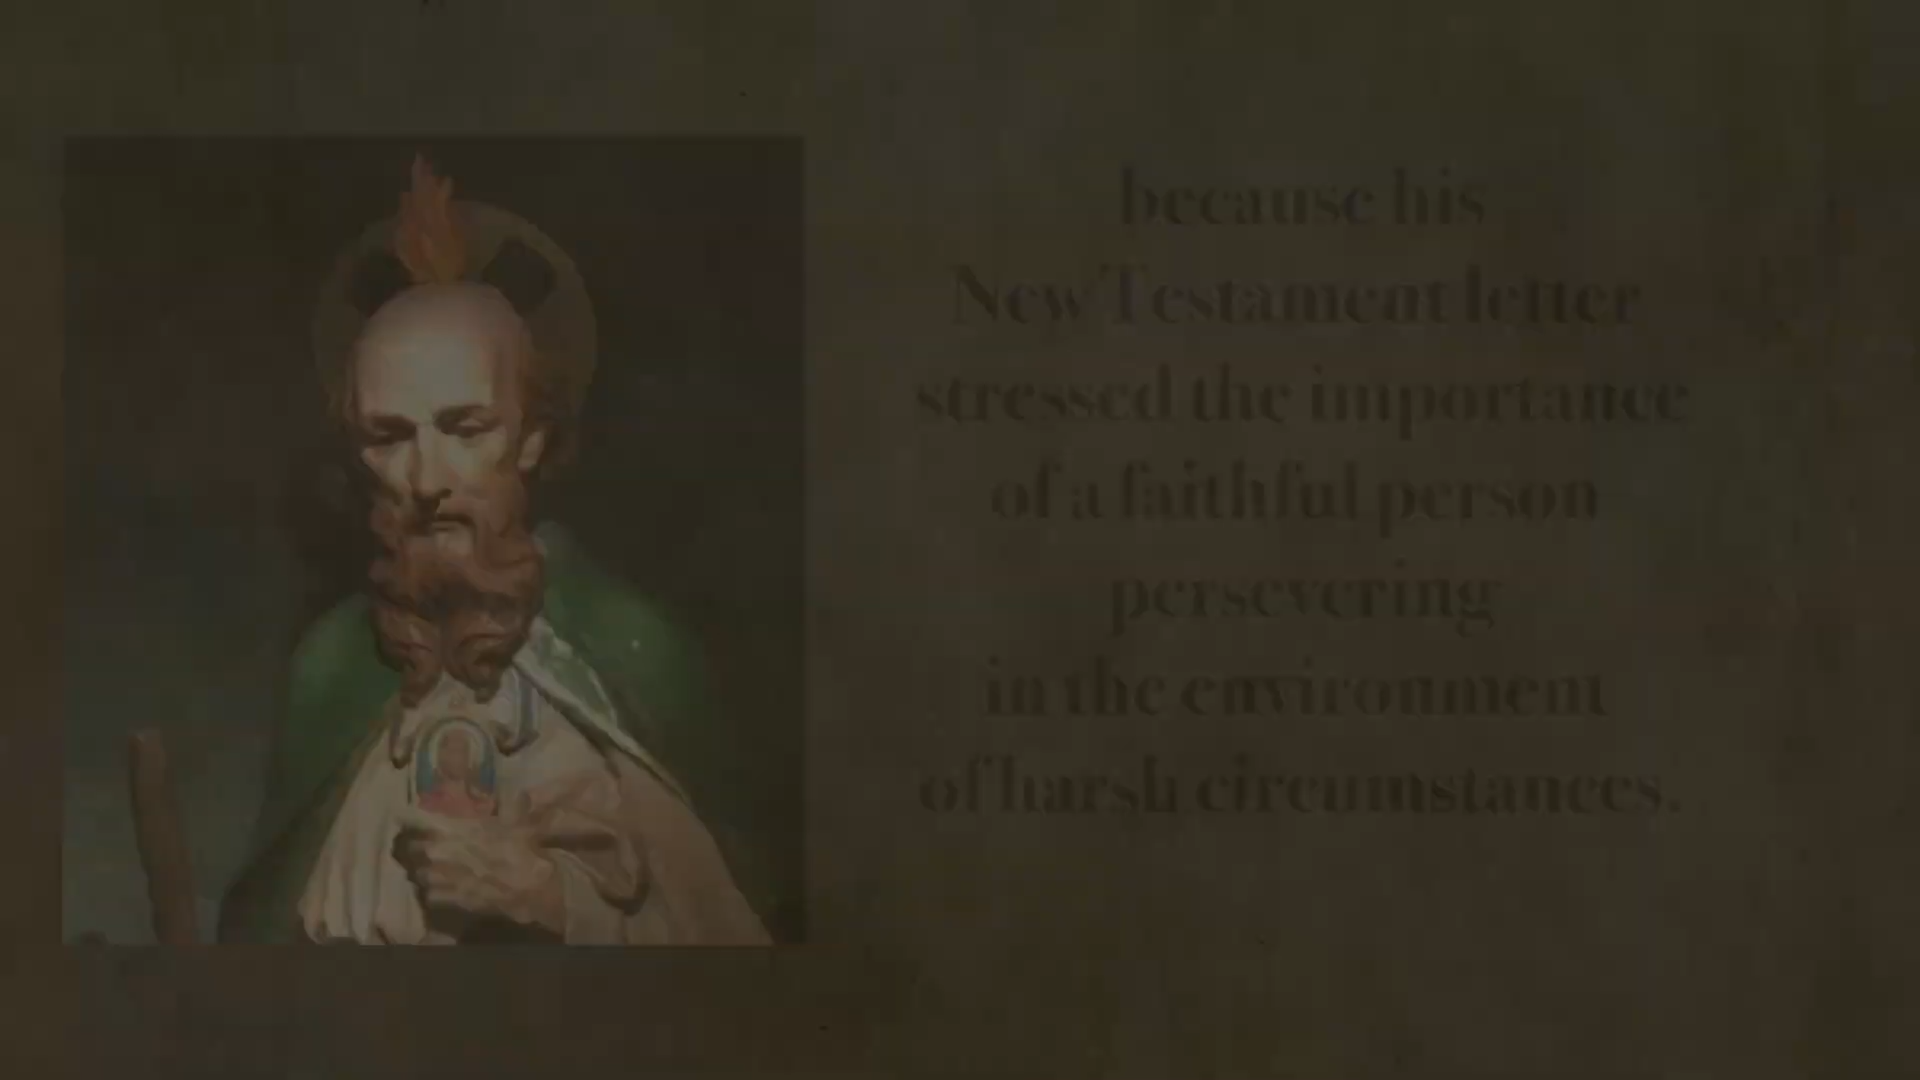 because his
New Testament letter
stressed the importance
of a faithful person
persevering
in the environment
of harsh circumstances.